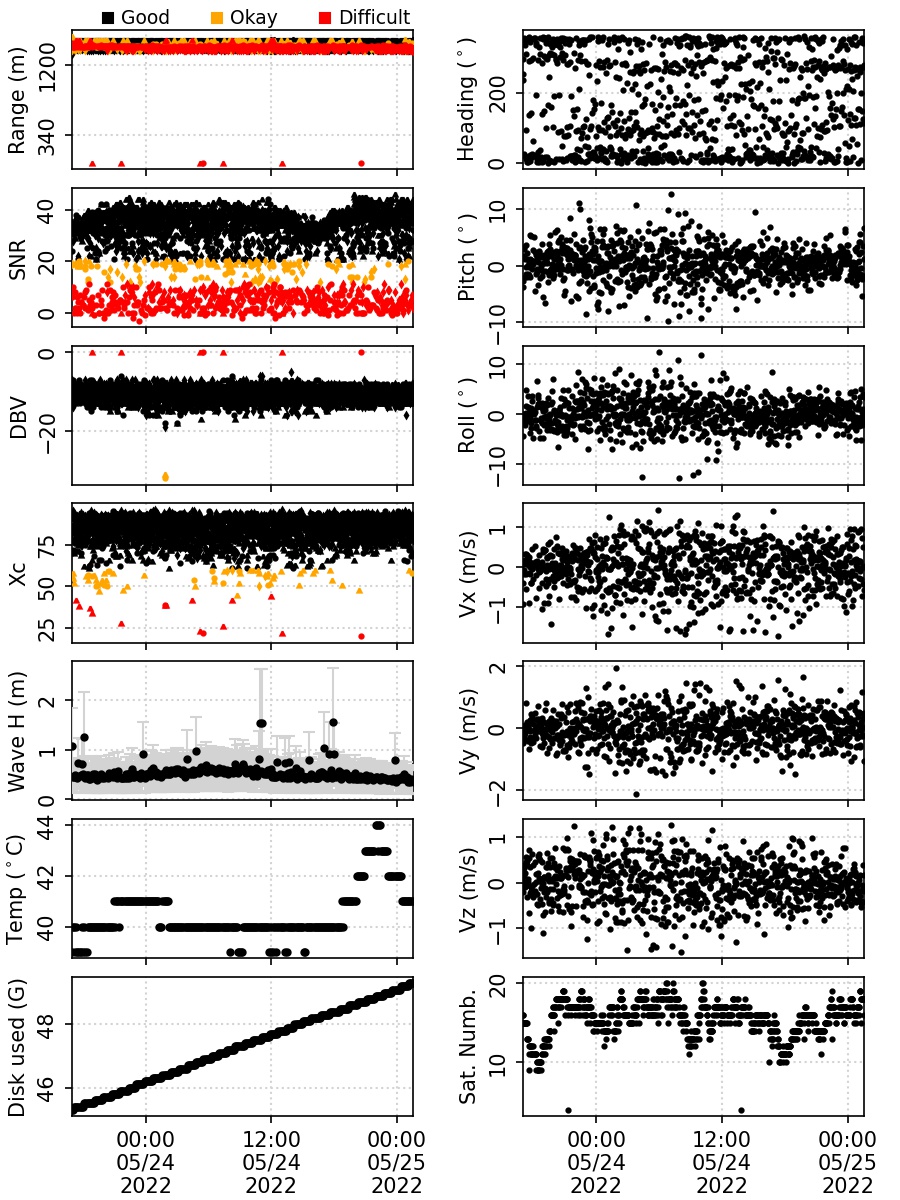 Good Okay Difficult
Range (m)
1200
340
Heading (°)
200
0
SNR
40
20
0
Pitch (°)
10
0
−10
DBV
0
−20
Roll (°)
10
0
−10
Xc
75
50
25
Vx (m/s)
1
0
−1
Wave H (m)
2
1
0
Vy (m/s)
2
0
−2
Temp (°C)
44
42
40
Vz (m/s)
1
0
−1
Disk used (G)
48
46
Sat. Numb.
20
10
00:00 12:00 00:00
05/24 05/24 05/25
2022 2022 2022
00:00 12:00 00:00
05/24 05/24 05/25
2022 2022 2022